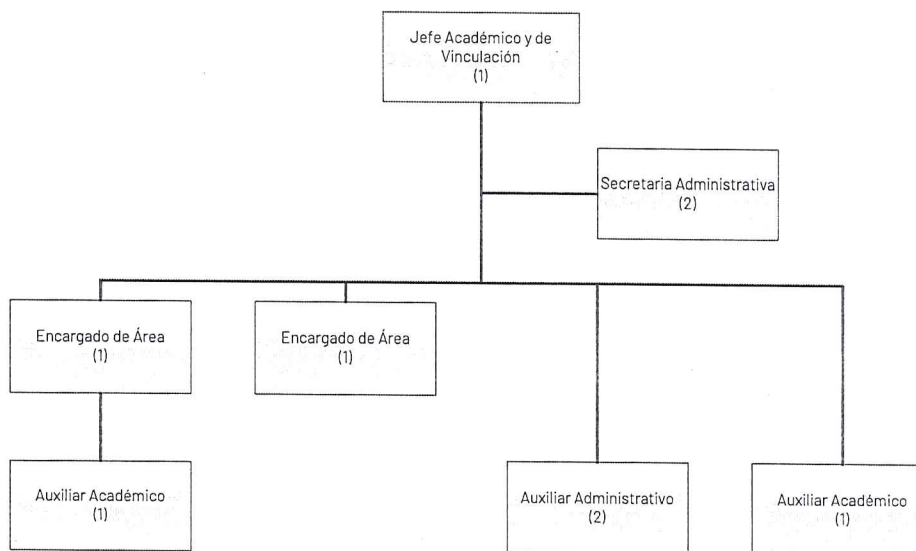 Jefe Académico y de
Vinculación
(1)
Secretaria Administrativa
(2)
Encargado de Área
(1)
Encargado de Área
(1)
Auxiliar Académico
(1)
Auxiliar Administrativo
(2)
Auxiliar Académico
(1)